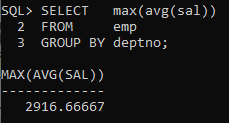 SQL> SELECT   max(avg(sal))
  2  FROM     emp
  3  GROUP BY deptno;
MAX(AVG(SAL))
-------------
   2916.66667